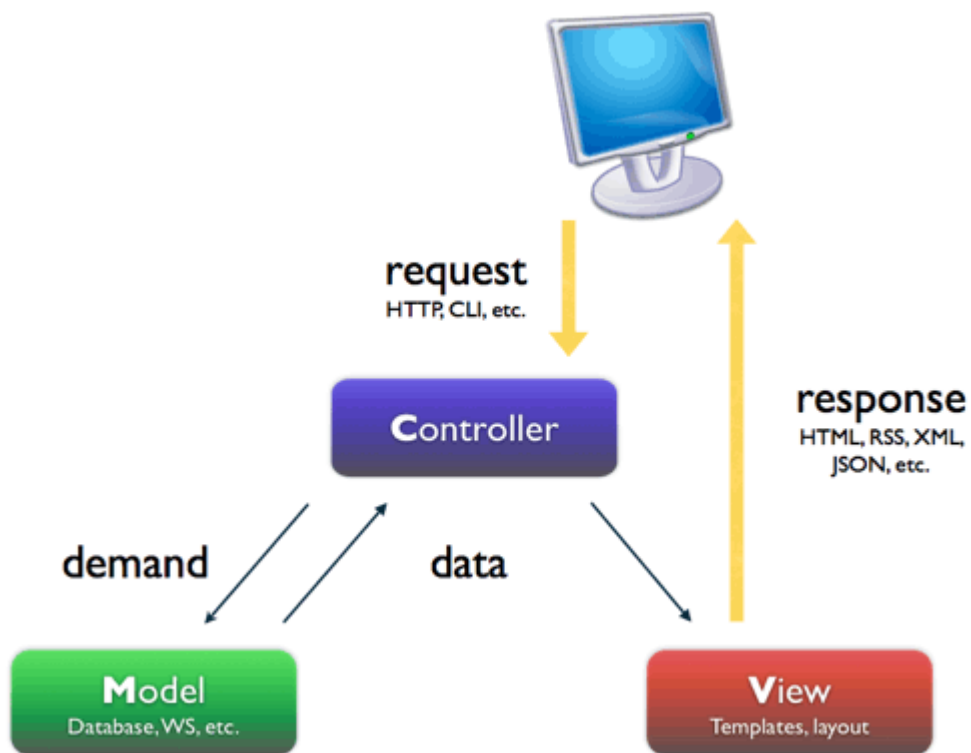 request
HTTP, CLI, etc.
Controller
response
HTML, RSS, XML,
JSON, etc.
demand
data
Model
Database, WS, etc.
View
Templates, layout